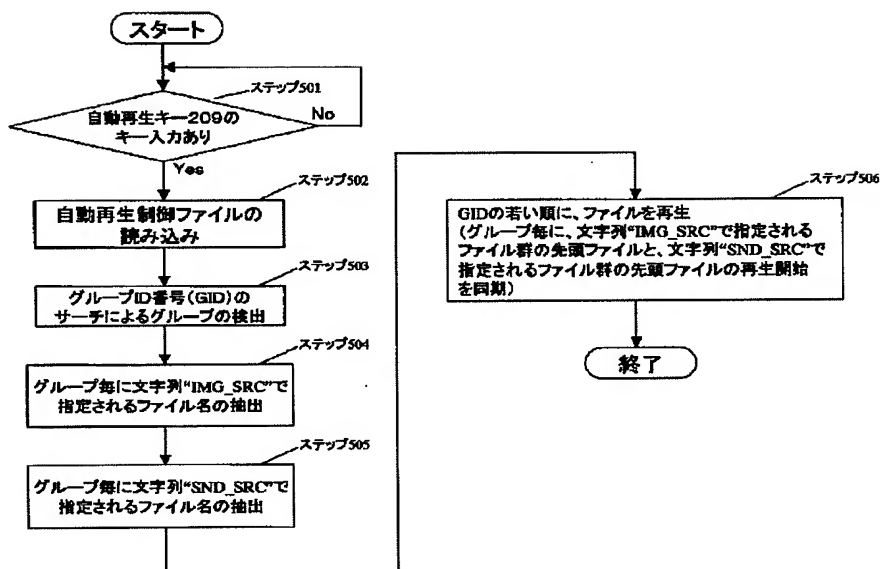 スタート
ステップ501
自動再生キー209の
キー入力あり
No
Yes
ステップ502
自動再生制御ファイルの
読み込み
ステップ503
グループID番号(GID)の
サーチによるグループの検出
ステップ504
グループ毎に文字列"IMG_SRC"で
指定されるファイル名の抽出
ステップ505
グループ毎に文字列"SND_SRC"で
指定されるファイル名の抽出
ステップ506
GIDの若い順に、ファイルを再生
(グループ毎に、文字列"IMG_SRC"で指定される
ファイル群の先頭ファイルと、文字列"SND_SRC"で
指定されるファイル群の先頭ファイルの再生開始
を同期)
終了